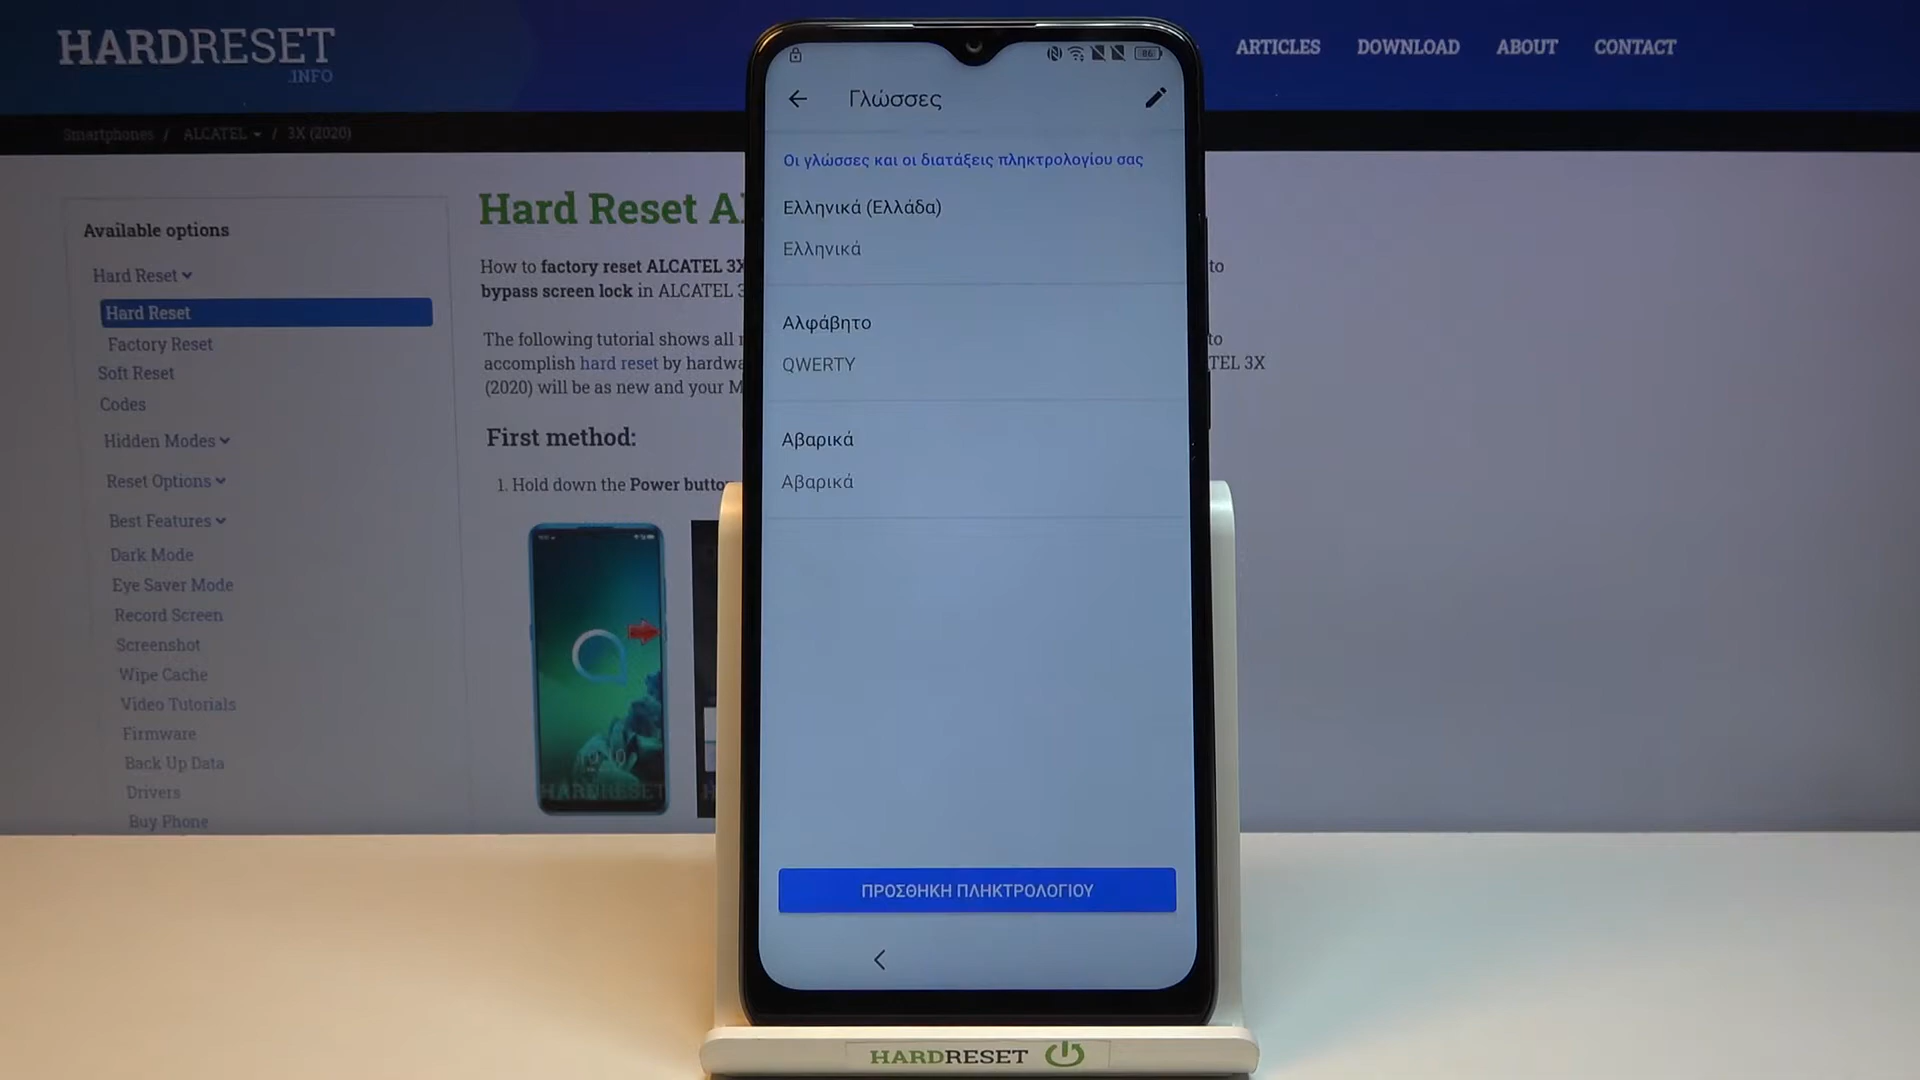 HARDRESET
.INFO
ARTICLES DOWNLOAD ABOUT CONTACT
Smartphones / ALCATEL / 3X (2020)
Available options
Hard Reset
Hard Reset
Factory Reset
Soft Reset
Codes
Hidden Modes
Reset Options
Best Features
Dark Mode
Eye Saver Mode
Record Screen
Screenshot
Wipe Cache
Video Tutorials
Firmware
Back Up Data
Drivers
Buy Phone
Hard Reset
How to factory reset ALCATEL 3X to
bypass screen lock in ALCATEL
The following tutorial shows all to
accomplish hard reset by 3X
(2020) will be as new and your
First method:
1. Hold down the Power
HARDRESET
Γλώσσες
Οι γλώσσες και οι διατάξεις πληκτρολογίου σας
Ελληνικά (Ελλάδα)
Ελληνικά
Αλφάβητο
QWERTY
Αβαρικά
Αβαρικά
ΠΡΟΣΘΗΚΗ ΠΛΗΚΤΡΟΛΟΓΙΟΥ
HARDRESET